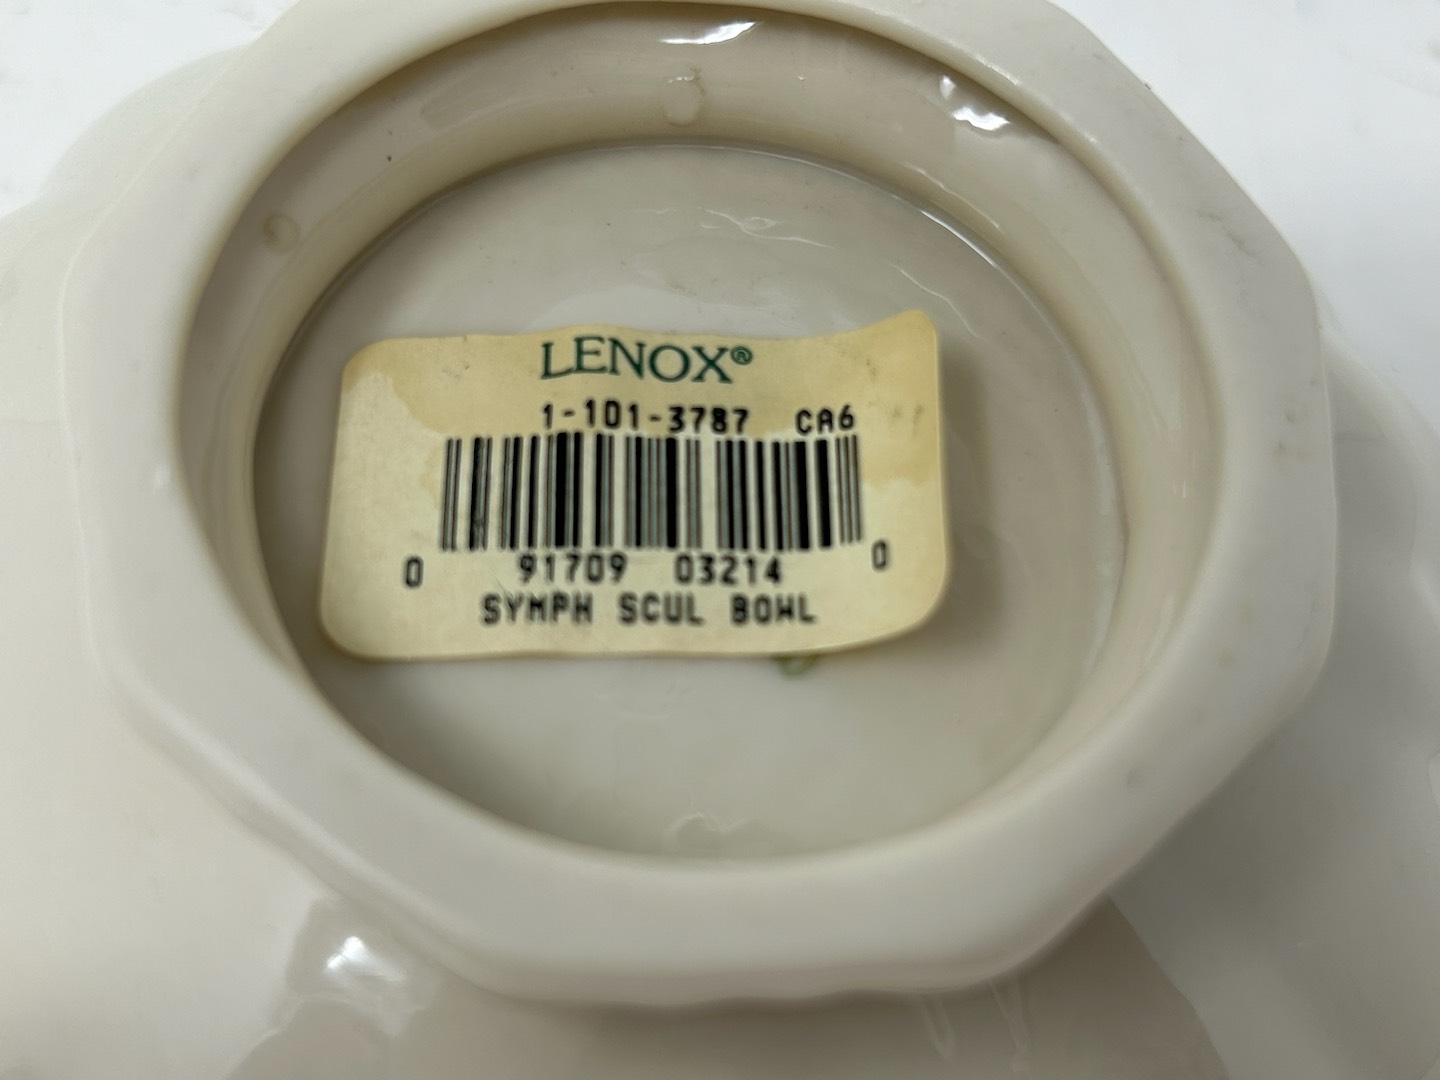 LENOX®
1-101-3787 CA6
0 91709 03214 0
SYMPH SCUL BOWL